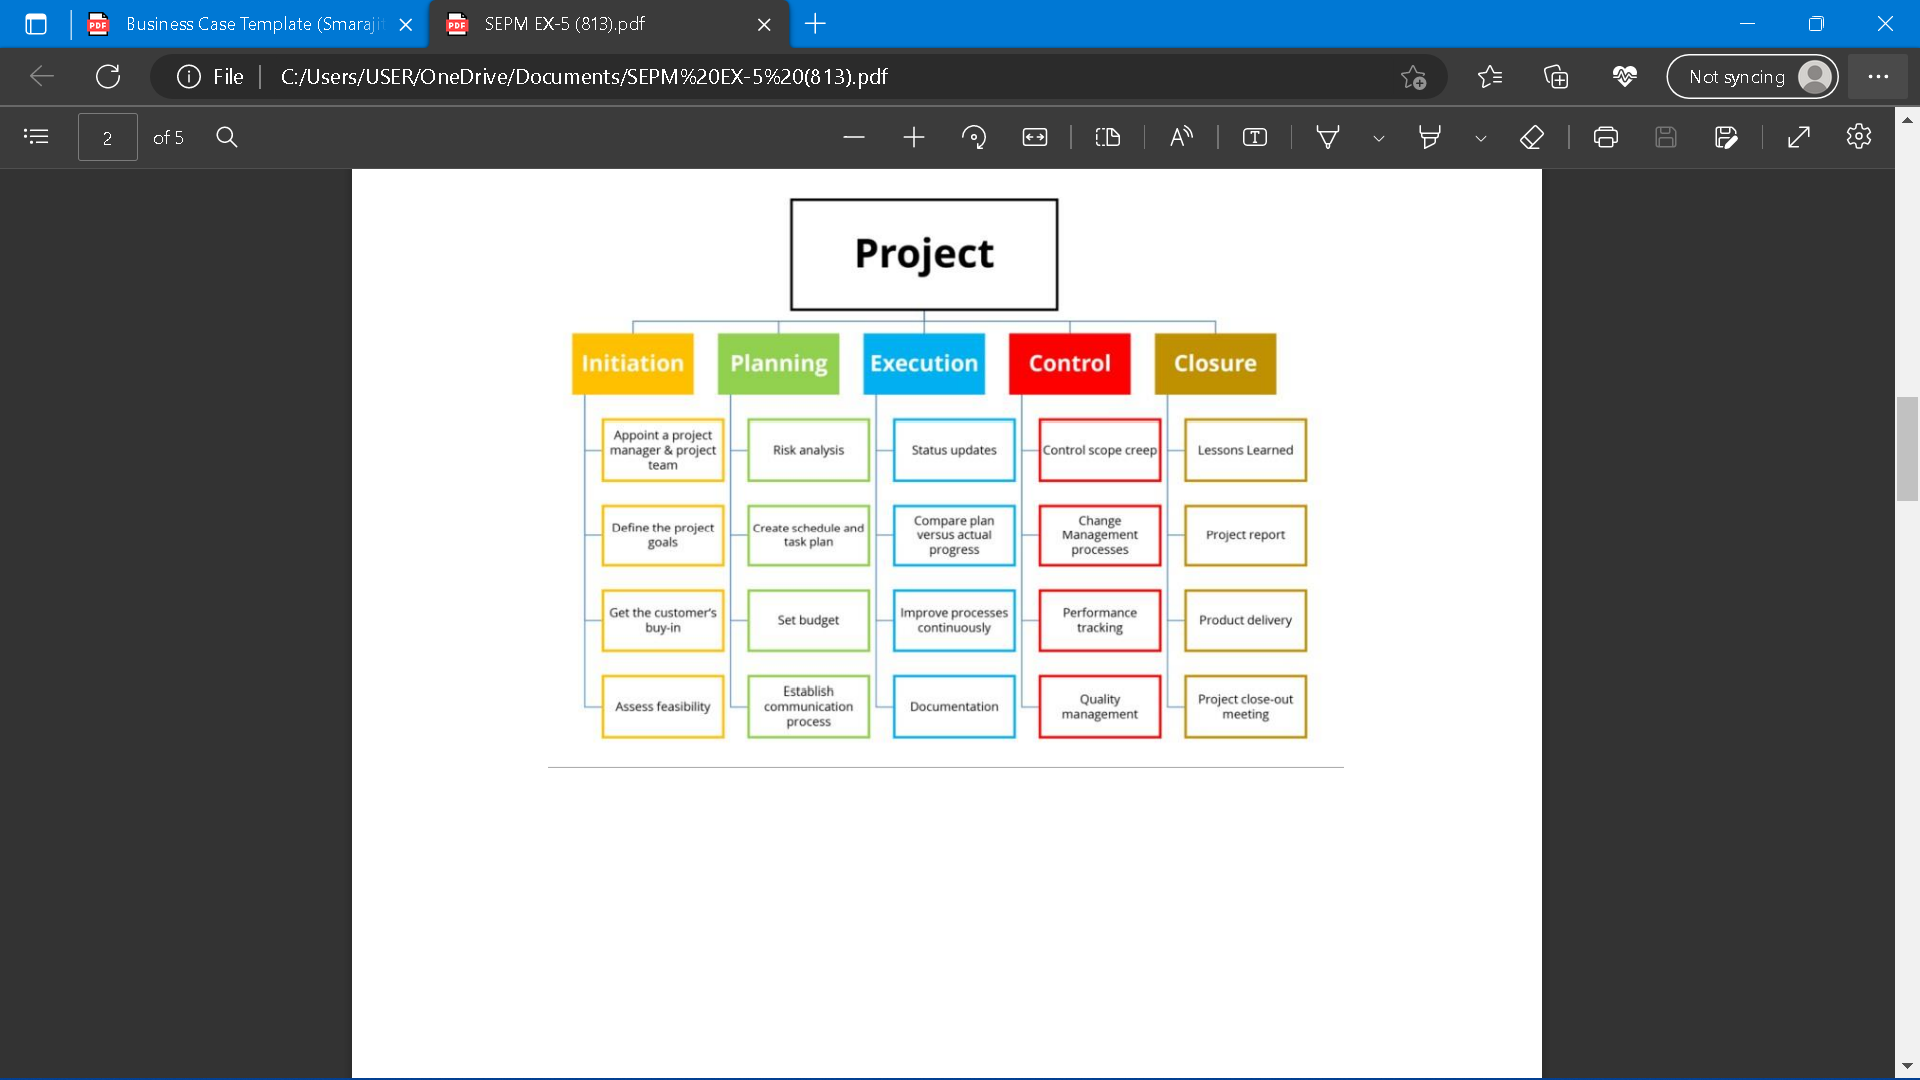 Business Case Template (Smarajit
SEPM EX-5 (813).pdf
File
C:/Users/USER/OneDrive/Documents/SEPM%20EX-5%20(813).pdf
Not syncing
2 of 5
Project
Initiation
Planning
Execution
Control
Closure
Appoint a project
manager & project
team
Risk analysis
Status updates
Control scope creep
Lessons Learned
Define the project
goals
Create schedule and
task plan
Compare plan
versus actual
progress
Change
Management
processes
Project report
Get the customer's
buy-in
Set budget
Improve processes
continuously
Performance
tracking
Product delivery
Assess feasibility
Establish
communication
process
Documentation
Quality
management
Project close-out
meeting